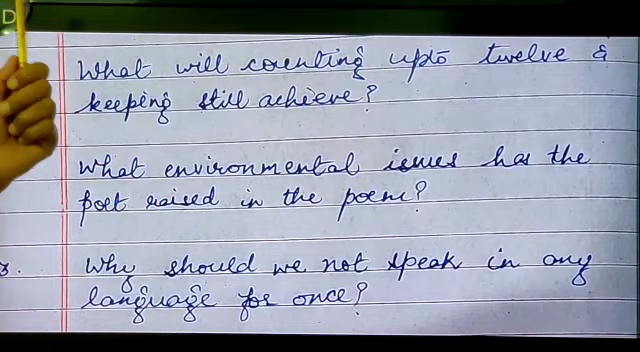 D
What will counting upto twelve &
keeping still achieve?
What environmental issues has the
poet raised in the poem?
3. Why should we not speak in any
language for once?